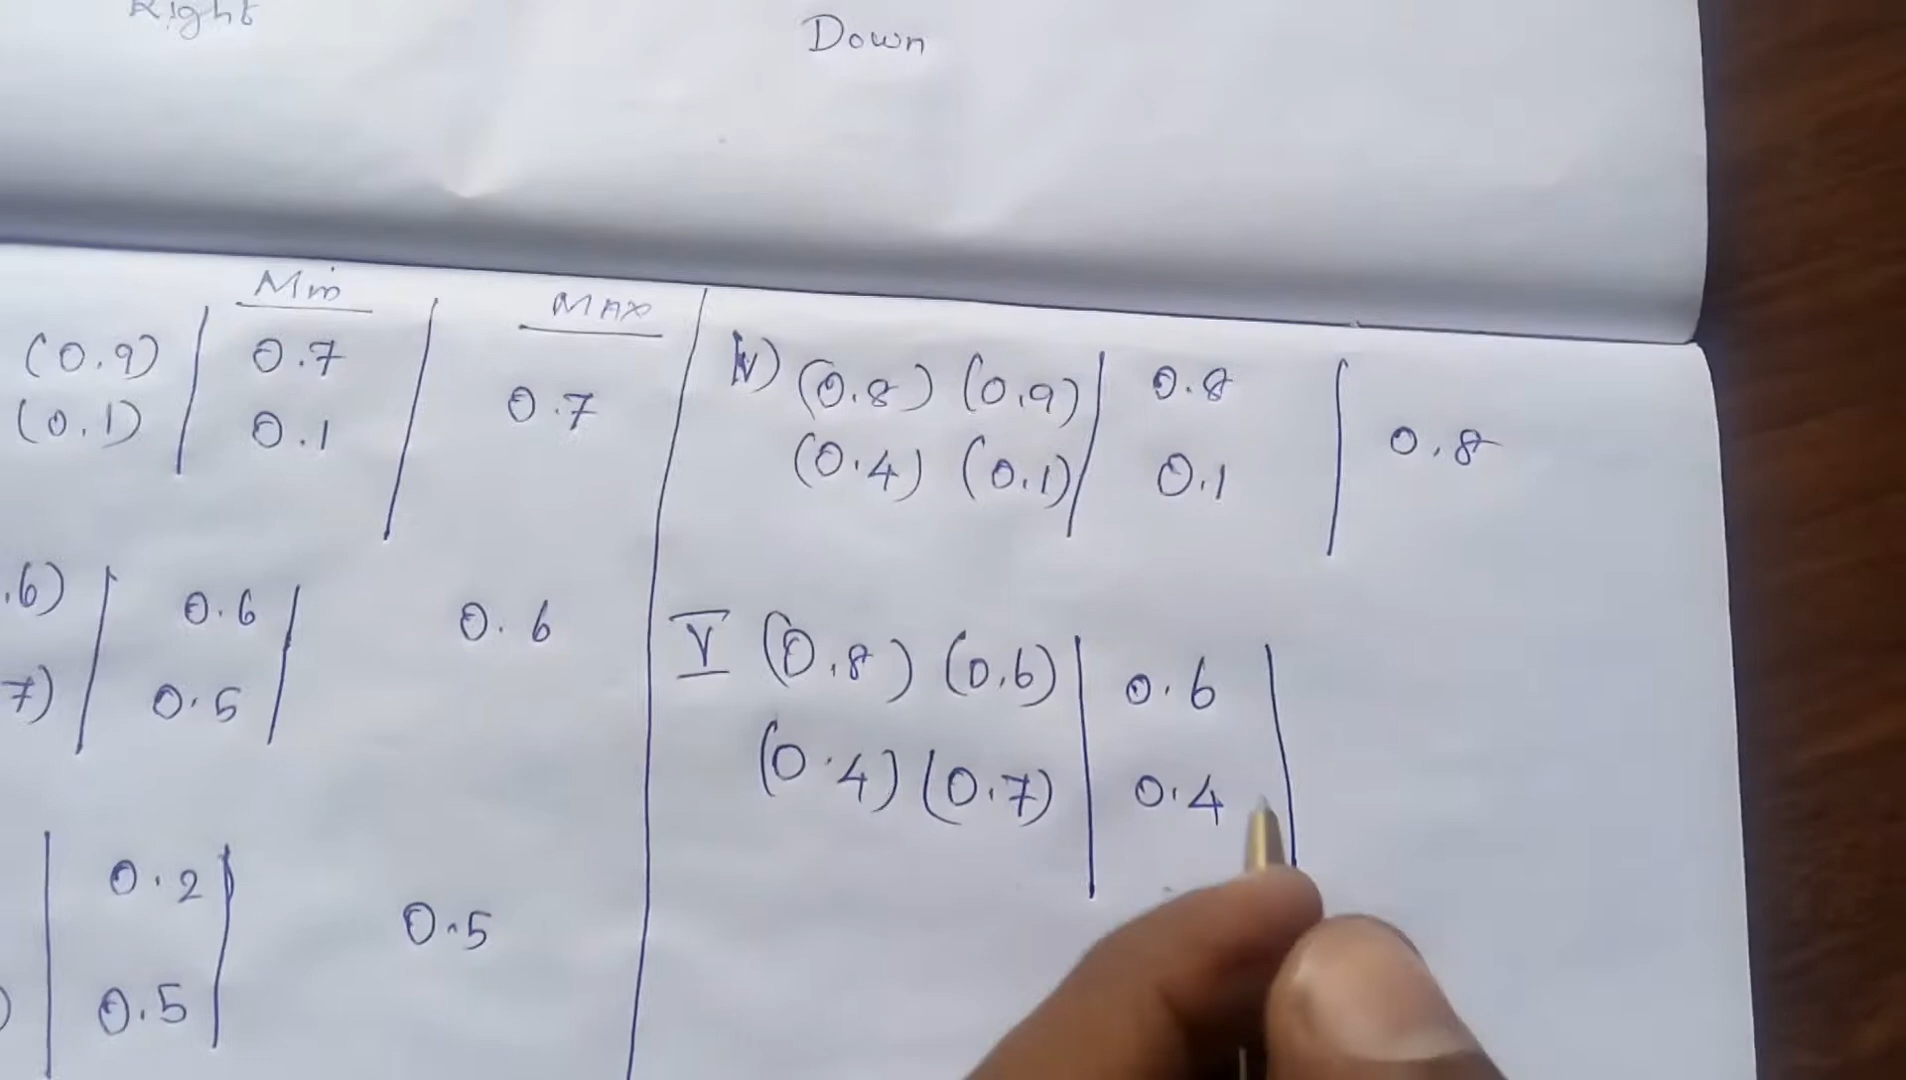 Right
Down
Min
MAX
(0.9) 0.7
0.7
(0.1) 0.1
.6) 0.6
0.6
7) 0.5
0.2
0.5
) 0.5
IV) (0.8) (0.9) 0.8
0.8
(0.4) (0.1) 0.1
V (0.8) (0.6) 0.6
(0.4) (0.7) 0.4